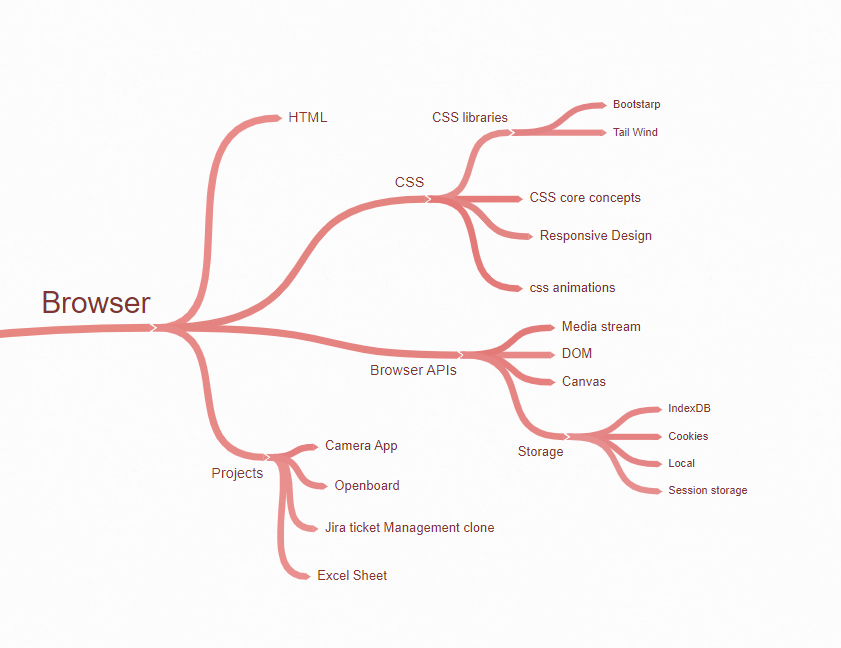 Browser
HTML
CSS
CSS libraries
Bootstarp
Tail Wind
CSS core concepts
Responsive Design
css animations
Browser APIs
Media stream
DOM
Canvas
Storage
IndexDB
Cookies
Local
Session storage
Projects
Camera App
Openboard
Jira ticket Management clone
Excel Sheet